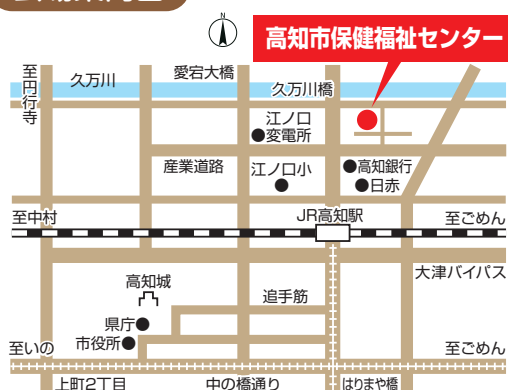 N
高知市保健福祉センター
至円行寺
久万川
愛宕大橋
久万川橋
江ノ口
●変電所
産業道路
江ノ口小
●高知銀行
●日赤
至中村
JR高知駅
至ごめん
大津バイパス
高知城
追手筋
県庁●
市役所●
至いの
至ごめん
上町2丁目
中の橋通り
はりまや橋